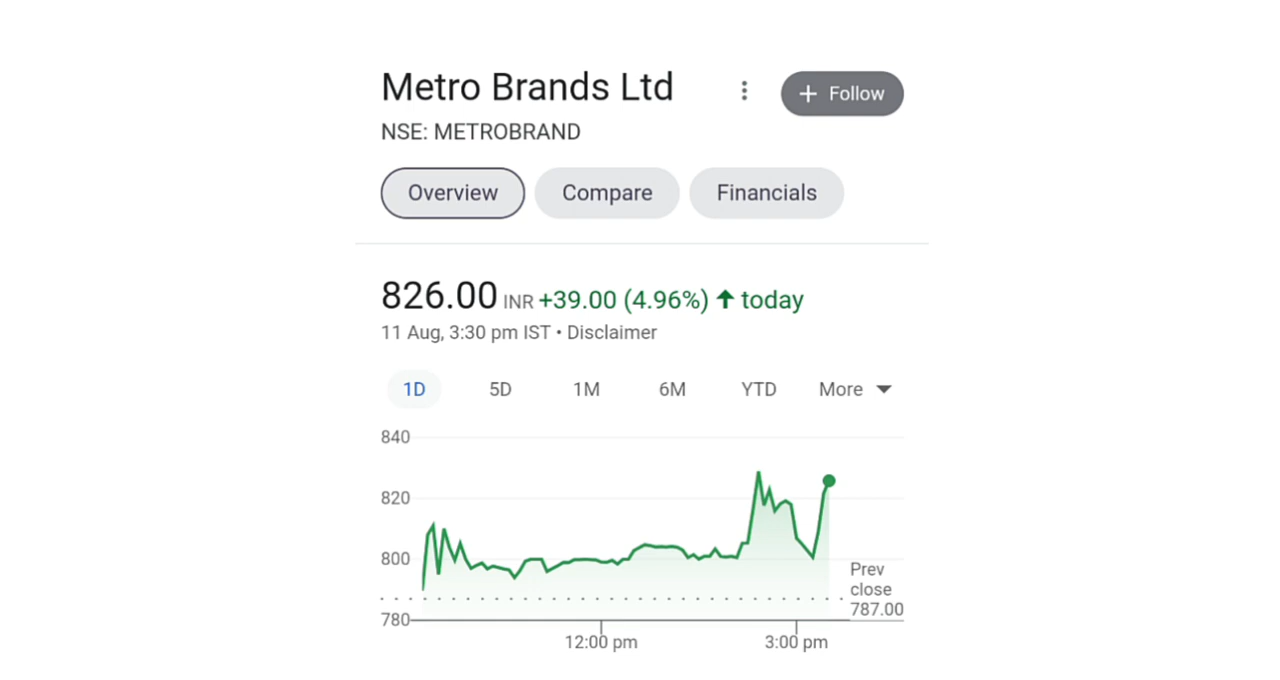 Metro Brands Ltd
+ Follow
NSE: METROBRAND
Overview
Compare
Financials
826.00 INR +39.00 (4.96%) ↑ today
11 Aug, 3:30 pm IST • Disclaimer
1D 5D 1M 6M YTD More
840
820
800
780
Prev
close
787.00
12:00 pm 3:00 pm